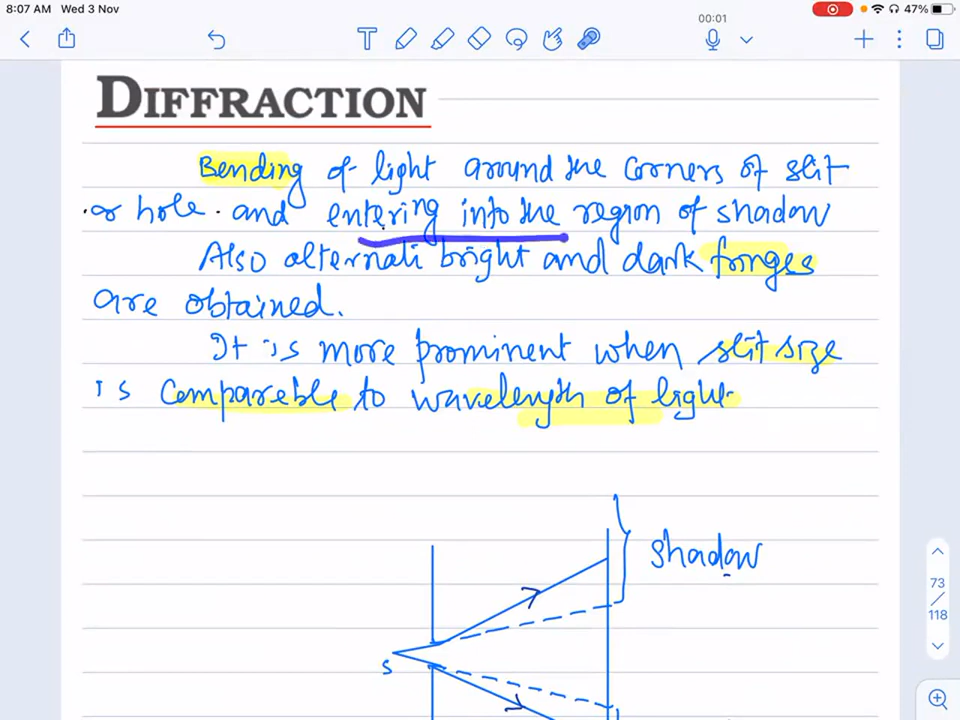 8:07 AM Wed 3 Nov
47%
00:01
DIFFRACTION
Bending of light around the corners of slit
or hole and entering into the region of shadow
Also alternati bright and dark fringes
are obtained.
It is more prominent when slit size
is comparable to wavelength of light.
Shadow
S
73
/
118